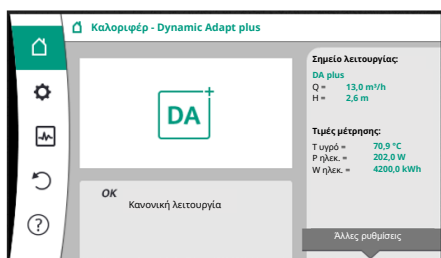 Καλοριφέρ - Dynamic Adapt plus
DA+
OK
Κανονική λειτουργία
Σημείο λειτουργίας:
DA plus
Q = 13,0 m³/h
H = 2,6 m
Τιμές μέτρησης:
T υγρό = 70,9 °C
P ηλεκ. = 202,0 W
W ηλεκ. = 4200,0 kWh
Άλλες ρυθμίσεις
?